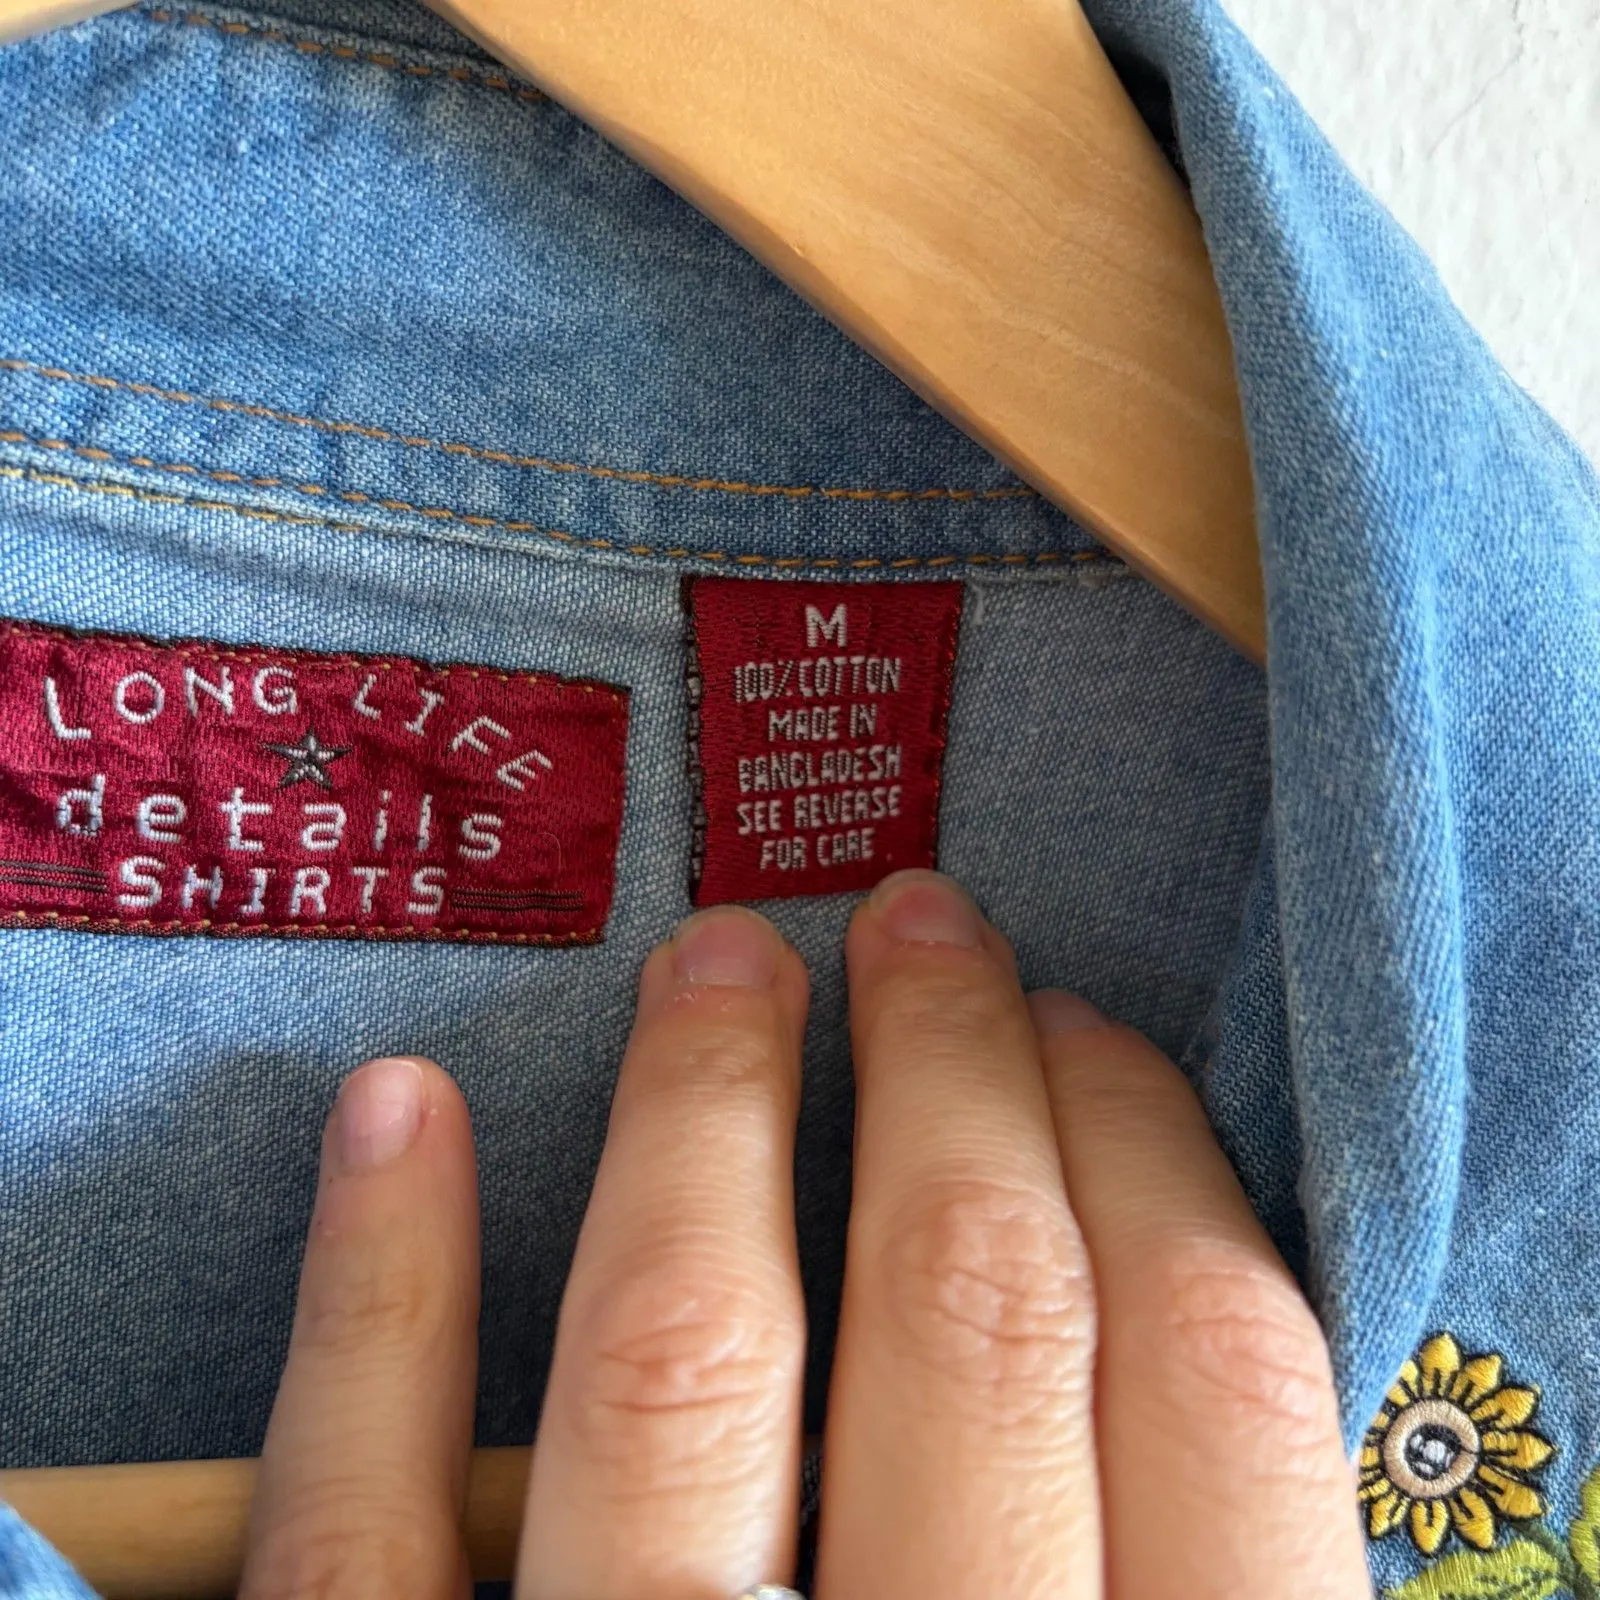 LONG LIFE
details
SHIRTS
M
100% COTTON
MADE IN
BANGLADESH
SEE REVERSE
FOR CARE